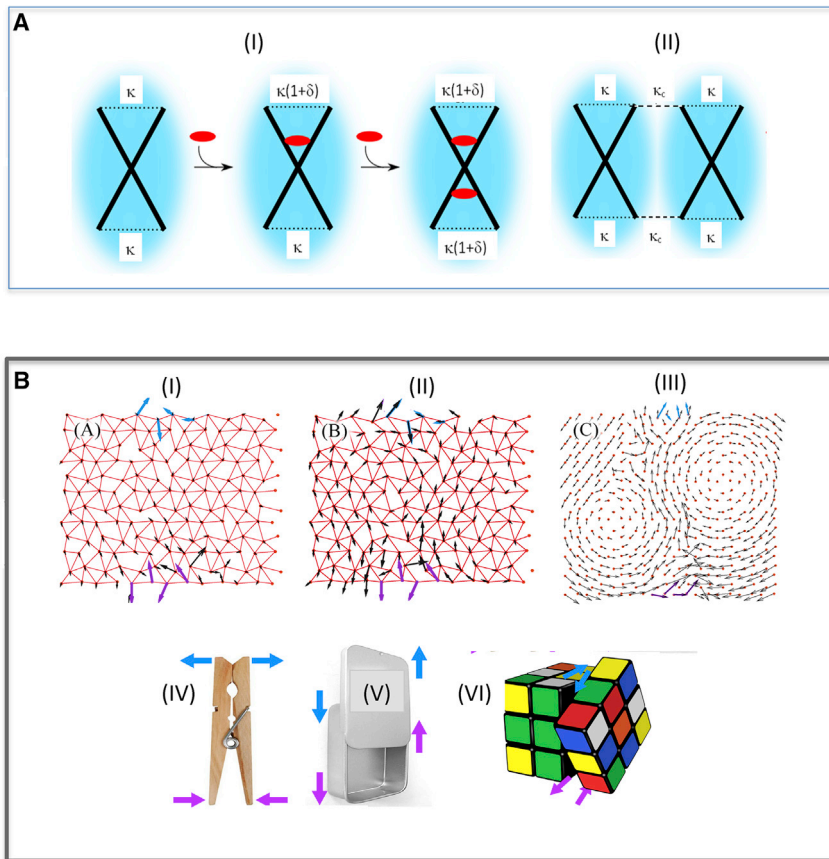 A
(I) (II)
κ κ(1+δ) κ(1+δ) κ κc κ
κ κ κ(1+δ) κ κc κ
B
(I) (II) (III)
(A) (B) (C)
(IV) (V) (VI)